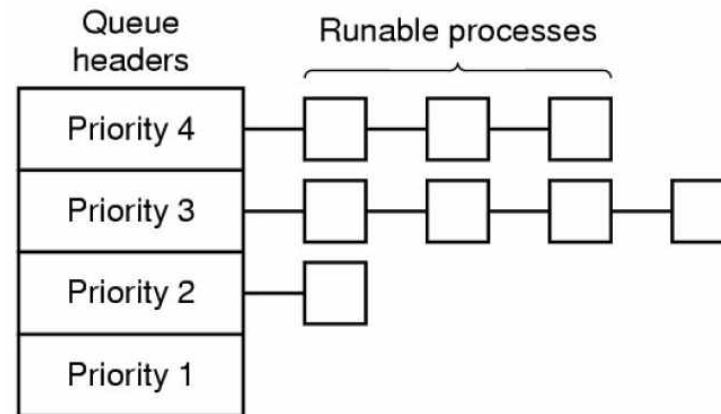 Queue
headers
Runable processes
Priority 4
Priority 3
Priority 2
Priority 1